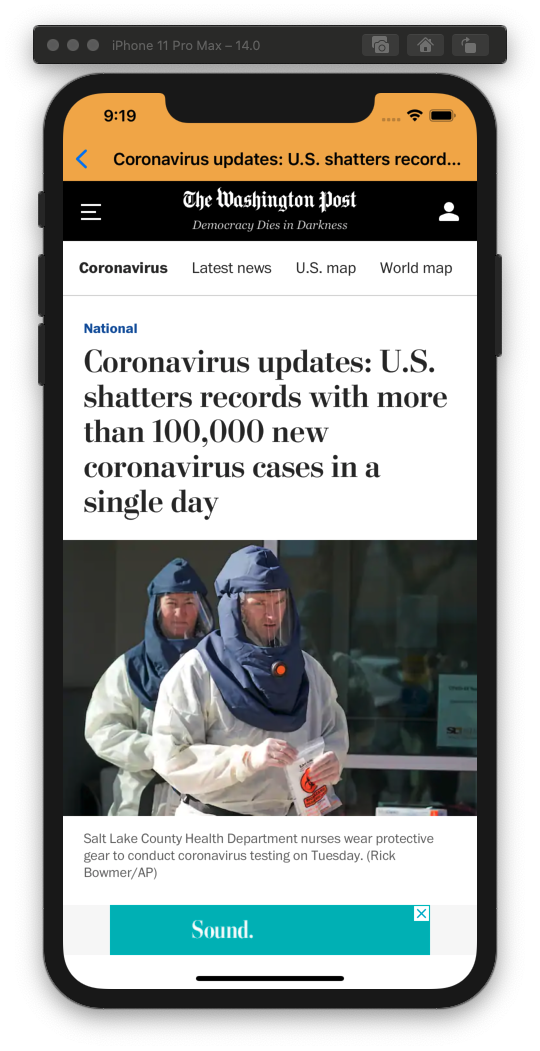 iPhone 11 Pro Max – 14.0
9:19
Coronavirus updates: U.S. shatters record...
The Washington Post
Democracy Dies in Darkness
Coronavirus Latest news U.S. map World map
National
Coronavirus updates: U.S.
shatters records with more
than 100,000 new
coronavirus cases in a
single day
Salt Lake County Health Department nurses wear protective
gear to conduct coronavirus testing on Tuesday. (Rick
Bowmer/AP)
Sound.